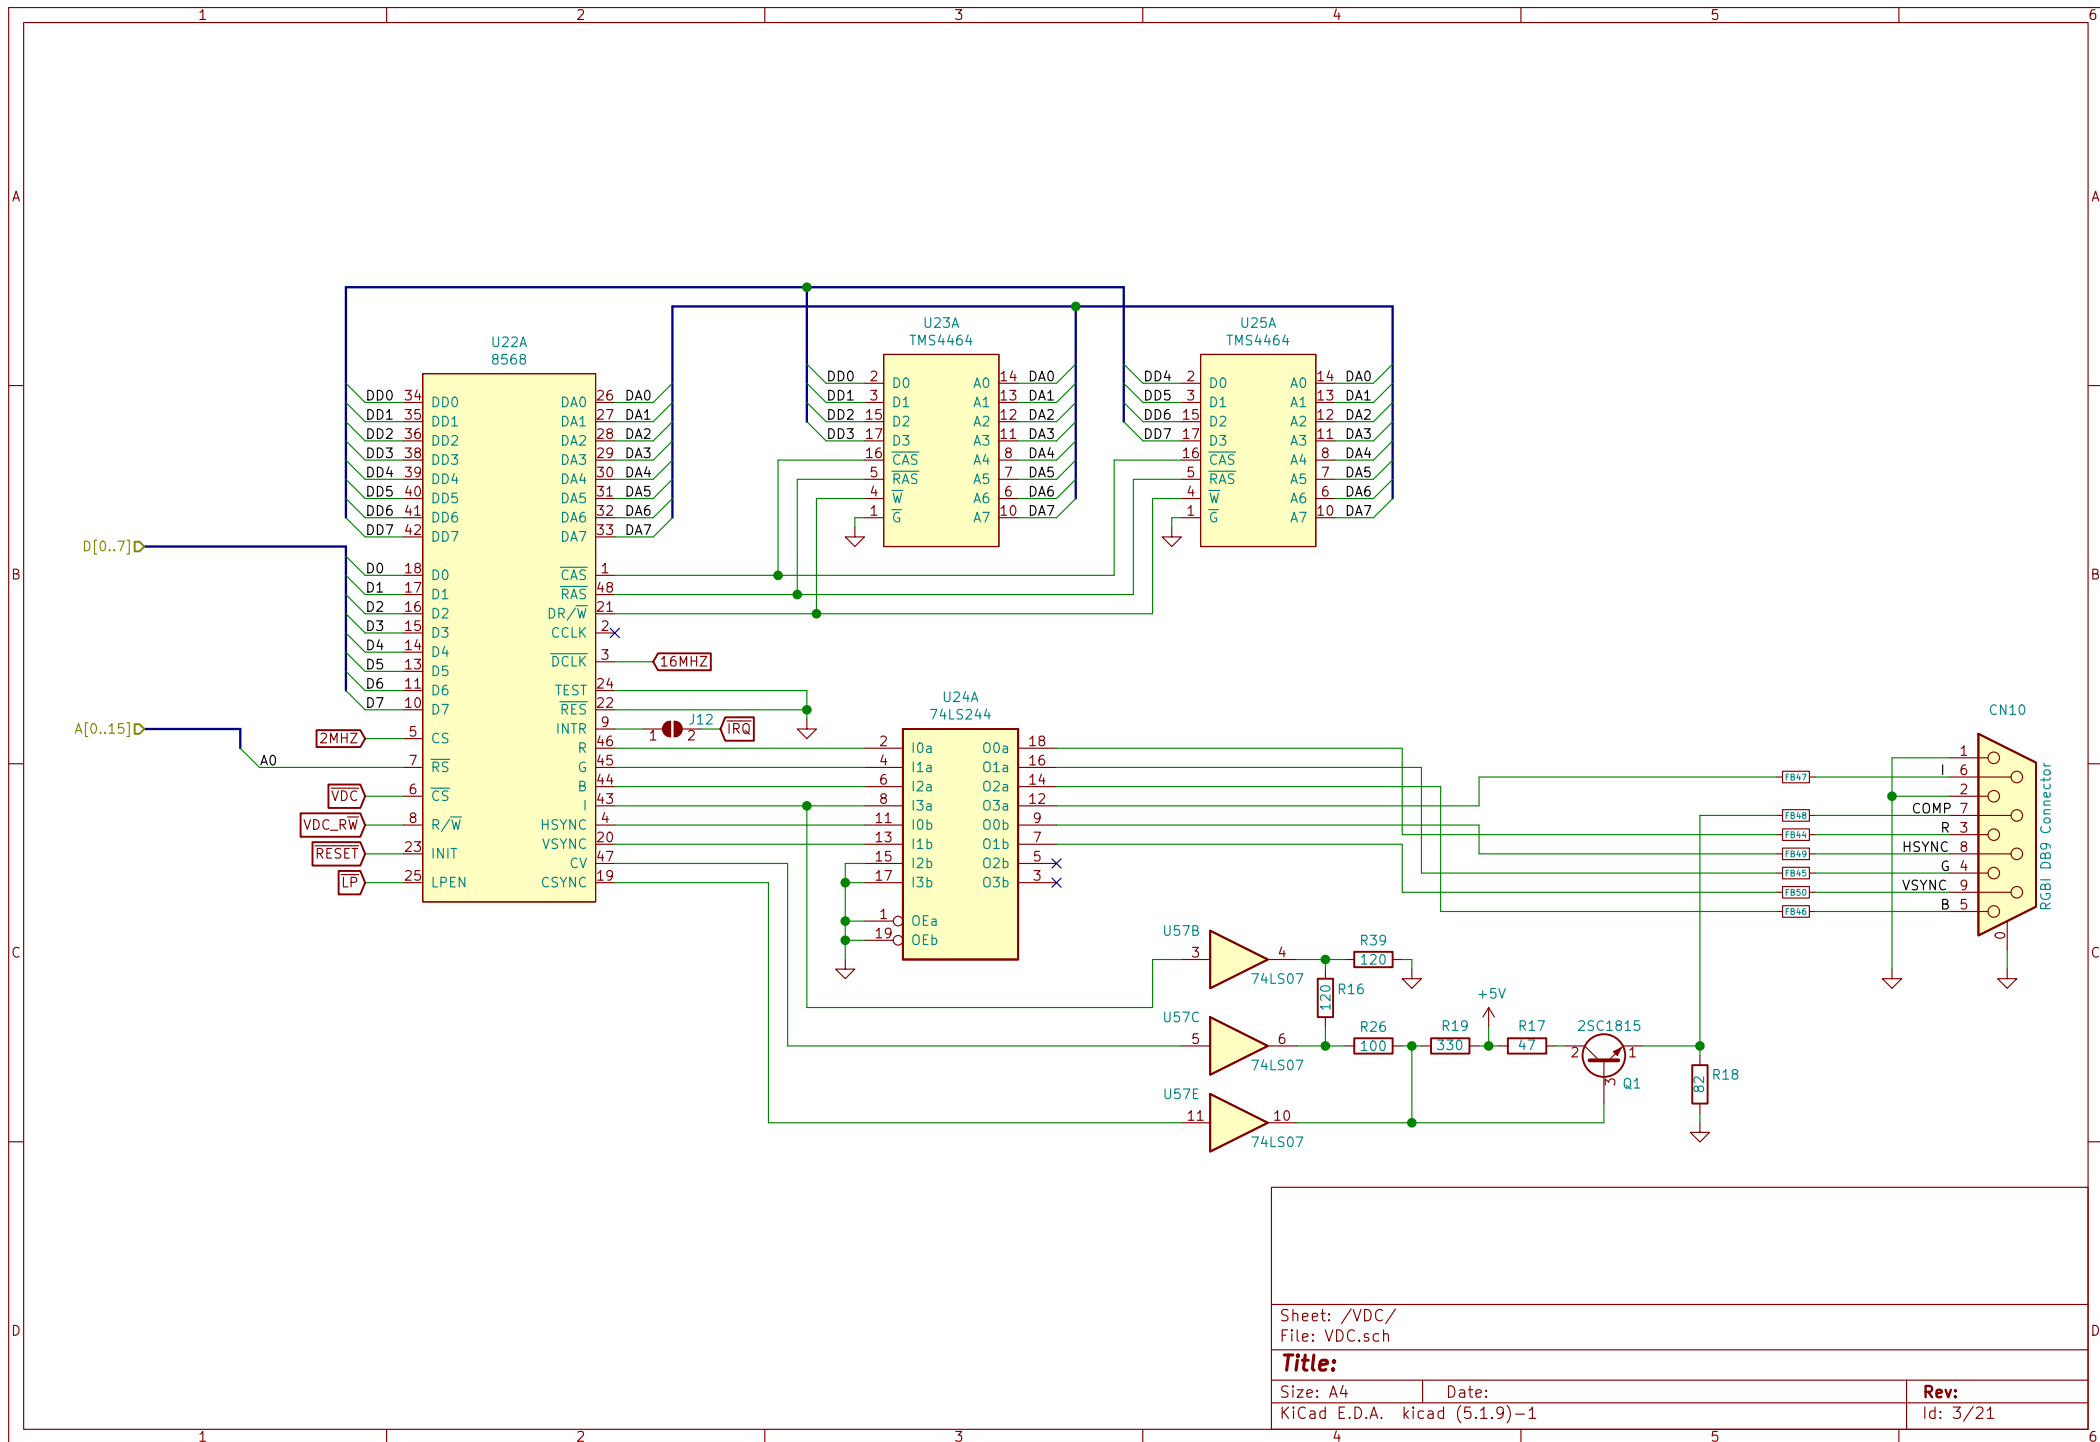 1 2 3 4 5 6
A A
U23A
TMS4464
U25A
TMS4464
U22A
8568
DD0 34 DD0 DA0 26 DA0
DD1 35 DD1 DA1 27 DA1
DD2 36 DD2 DA2 28 DA2
DD3 38 DD3 DA3 29 DA3
DD4 39 DD4 DA4 30 DA4
DD5 40 DD5 DA5 31 DA5
DD6 41 DD6 DA6 32 DA6
DD7 42 DD7 DA7 33 DA7
DD0 2 D0 A0 14 DA0
DD1 3 D1 A1 13 DA1
DD2 15 D2 A2 12 DA2
DD3 17 D3 A3 11 DA3
16 CAS A4 8 DA4
5 RAS A5 7 DA5
4 W A6 6 DA6
1 G A7 10 DA7
DD4 2 D0 A0 14 DA0
DD5 3 D1 A1 13 DA1
DD6 15 D2 A2 12 DA2
DD7 17 D3 A3 11 DA3
16 CAS A4 8 DA4
5 RAS A5 7 DA5
4 W A6 6 DA6
1 G A7 10 DA7
D[0..7]
B B
D0 18 D0 CAS 1
D1 17 D1 RAS 48
D2 16 D2 DR/W 21
D3 15 D3 CCLK 2
D4 14 D4
DCLK 3 16MHZ
D5 13 D5
D6 11 D6 TEST 24
D7 10 D7 RES 22
A[0..15]
INTR 9 1 J12 2 IRQ
2MHZ 5 CS
R 46
A0 7 RS G 45
B 44
VDC 6 CS
I 43
VDC_RW 8 R/W HSYNC 4
VSYNC 20
RESET 23 INIT
CV 47
LP 25 LPEN CSYNC 19
U24A
74LS244
2 I0a O0a 18
4 I1a O1a 16
6 I2a O2a 14
8 I3a O3a 12
11 I0b O0b 9
13 I1b O1b 7
15 I2b O2b 5
17 I3b O3b 3
1 OEa
19 OEb
CN10
1
FB47 I 6
2
FB48 COMP 7
FB44 R 3
FB49 HSYNC 8
FB45 G 4
FB50 VSYNC 9
FB46 B 5
0
RGBI DB9 Connector
C C
U57B
3 4
74LS07
R39
120
120 R16
U57C
5 6
74LS07
R26
100
R19
330
+5V
R17
47
2SC1815
2 1
3 Q1
82 R18
U57E
11 10
74LS07
D D
Sheet: /VDC/
File: VDC.sch
Title:
Size: A4 Date: Rev:
KiCad E.D.A. kicad (5.1.9)-1 Id: 3/21
1 2 3 4 5 6